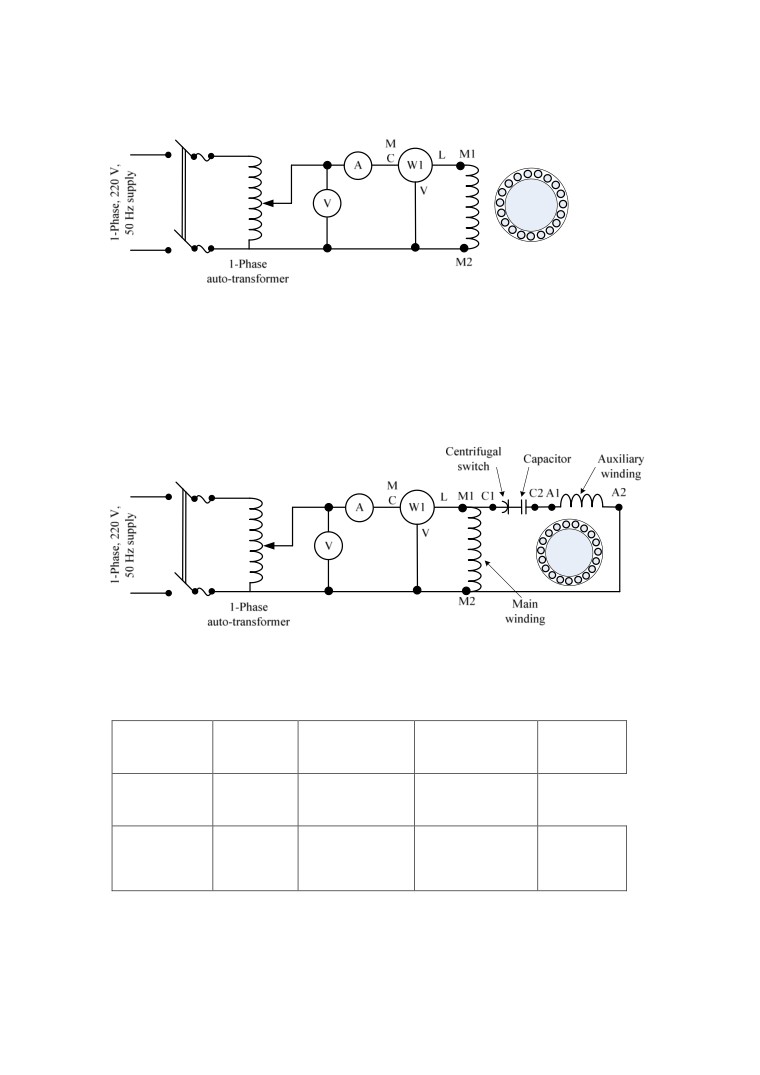 1-Phase, 220 V,
50 Hz supply
1-Phase
auto-transformer
V
A
M
C
W1
L
V
M1
M2
1-Phase, 220 V,
50 Hz supply
1-Phase
auto-transformer
V
A
M
C
W1
L
V
M1
M2
C1
Centrifugal
switch
Capacitor
C2
A1
Auxiliary
winding
A2
Main
winding